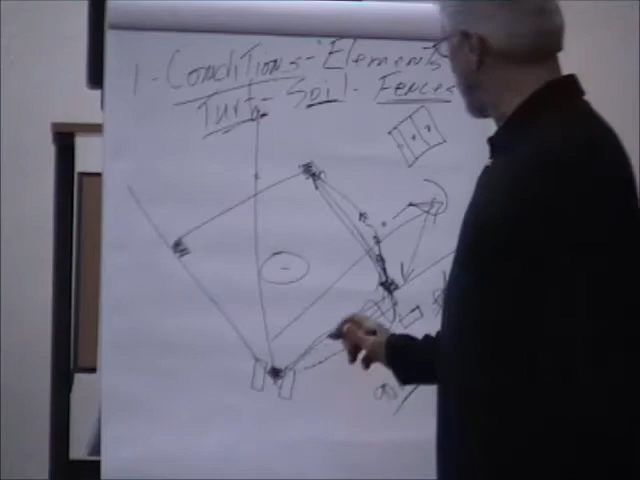 1 - Conditions - Elements
Turf - Soil - Fences